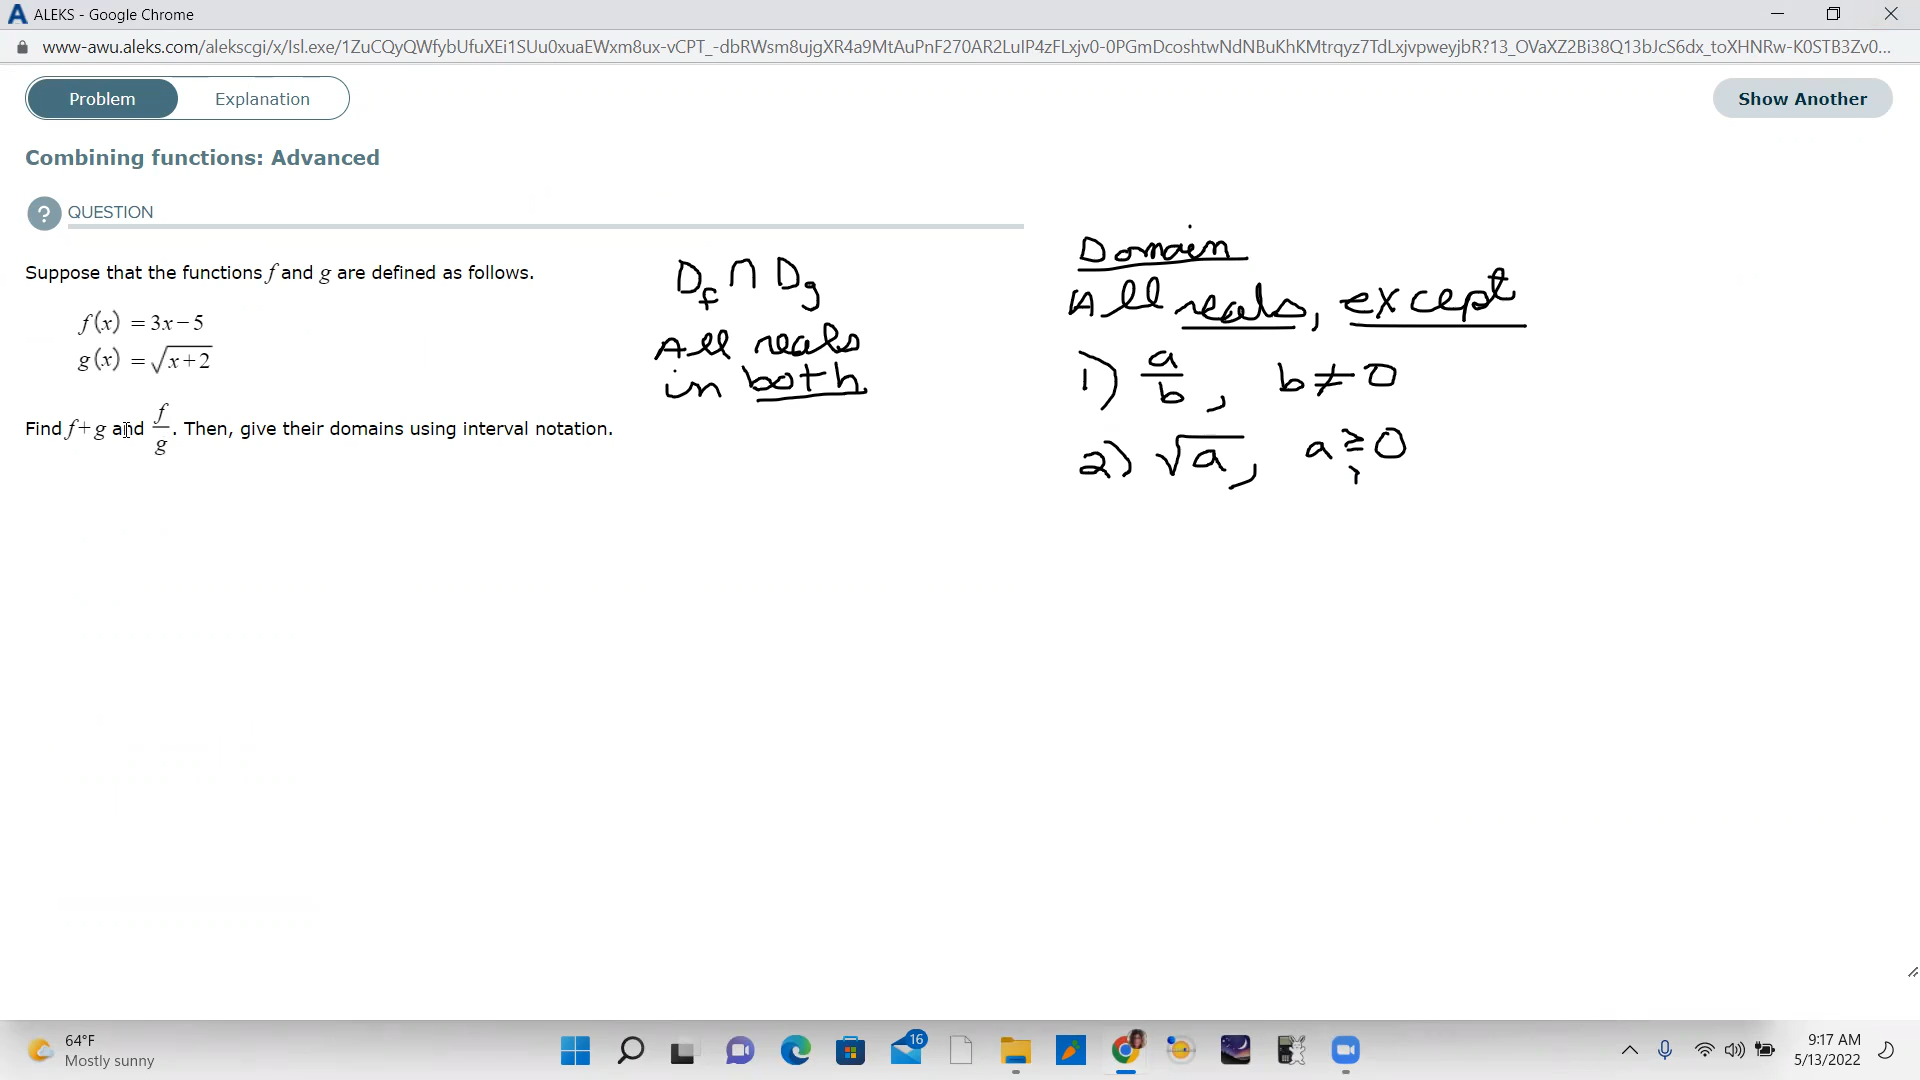 ALEKS - Google Chrome
www-awu.aleks.com/alekscgi/x/Isl.exe/1ZuCQyQWfybUfuXEi1SUu0xuaEWxm8ux-vCPT_-dbRWsm8ujgXR4a9MtAuPnF270AR2LuIP4zFLxjv0-0PGmDcoshtwNdNBuKhKMtrqyz7TdLxjvpweyjbR?13_OVaXZ2Bi38Q13bJcS6dx_toXHNRw-K0STB3Zv0...
Problem Explanation Show Another
Combining functions: Advanced
? QUESTION
Suppose that the functions f and g are defined as follows.
f(x) = 3x−5
g(x) = √x+2
Find f+g and f/g. Then, give their domains using interval notation.
Df ∩ Dg
All reals
in both
Domain
All reals, except
1) a/b, b≠0
2) √a, a≥0
64°F
Mostly sunny
16
9:17 AM
5/13/2022